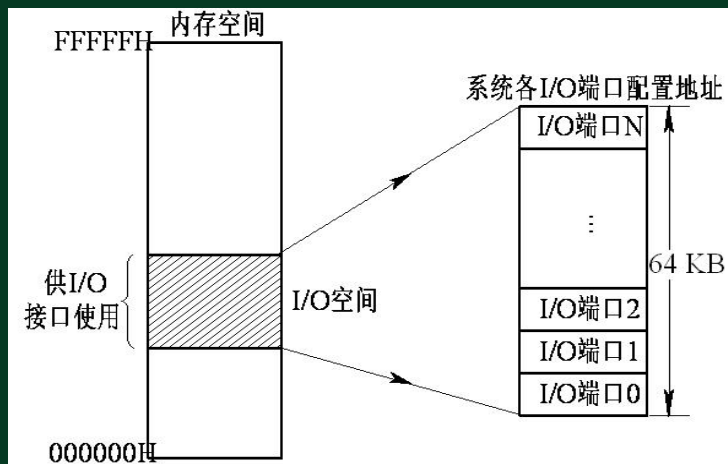 内存空间
FFFFFH
系统各I/O端口配置地址
I/O端口N
⋮
供I/O
接口使用
I/O空间
64 KB
I/O端口2
I/O端口1
I/O端口0
000000H